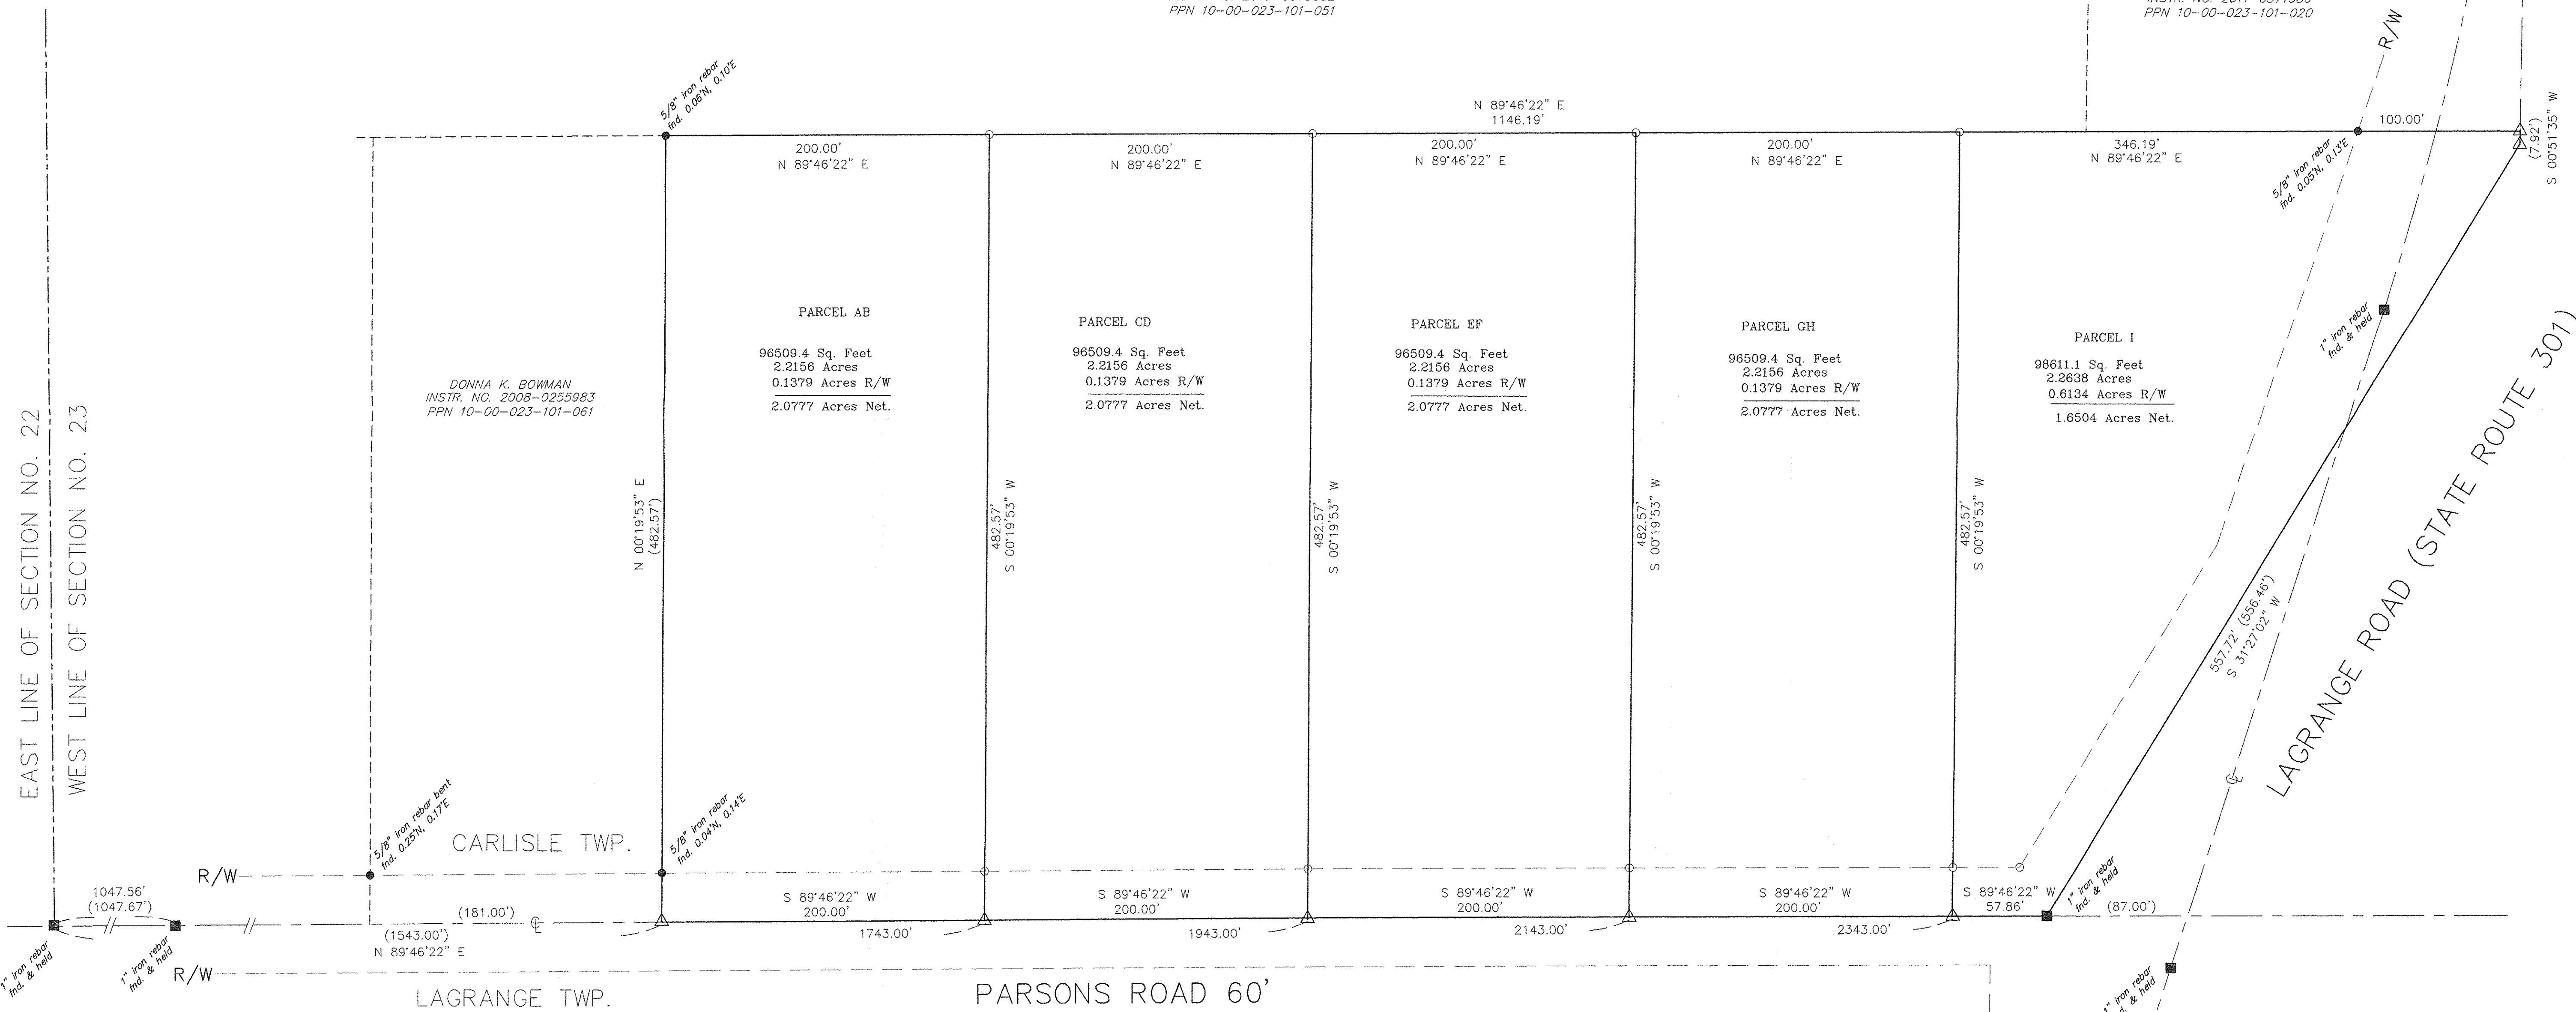 PPN 10-00-023-101-051
PPN 10-00-023-101-020
R/W
5/8" iron rebar
fnd. 0.06'N, 0.10'E
N 89°46'22" E
1146.19'
100.00'
(7.92')
S 00°51'35" W
200.00'
N 89°46'22" E
200.00'
N 89°46'22" E
200.00'
N 89°46'22" E
200.00'
N 89°46'22" E
346.19'
N 89°46'22" E
5/8" iron rebar
fnd. 0.05'N, 0.13'E
PARCEL AB
96509.4 Sq. Feet
2.2156 Acres
0.1379 Acres R/W
2.0777 Acres Net.
PARCEL CD
96509.4 Sq. Feet
2.2156 Acres
0.1379 Acres R/W
2.0777 Acres Net.
PARCEL EF
96509.4 Sq. Feet
2.2156 Acres
0.1379 Acres R/W
2.0777 Acres Net.
PARCEL GH
96509.4 Sq. Feet
2.2156 Acres
0.1379 Acres R/W
2.0777 Acres Net.
PARCEL I
98611.1 Sq. Feet
2.2638 Acres
0.6134 Acres R/W
1.6504 Acres Net.
1" iron rebar
fnd. & held
DONNA K. BOWMAN
INSTR. NO. 2008-0255983
PPN 10-00-023-101-061
EAST LINE OF SECTION NO. 22
WEST LINE OF SECTION NO. 23
N 00°19'53" E
(482.57')
482.57'
S 00°19'53" W
482.57'
S 00°19'53" W
482.57'
S 00°19'53" W
482.57'
S 00°19'53" W
557.72' (556.46')
S 31°27'02" W
LAGRANGE ROAD (STATE ROUTE 301)
5/8" iron rebar bent
fnd. 0.25'N, 0.17'E
CARLISLE TWP.
5/8" iron rebar
fnd. 0.04'N, 0.14'E
R/W
1047.56'
(1047.67')
(181.00')
S 89°46'22" W
200.00'
S 89°46'22" W
200.00'
S 89°46'22" W
200.00'
S 89°46'22" W
200.00'
S 89°46'22" W
57.86'
1" iron rebar
fnd. & held
(87.00')
(1543.00')
N 89°46'22" E
1743.00'
1943.00'
2143.00'
2343.00'
1" iron rebar
fnd. & held
1" iron rebar
fnd. & held
R/W
LAGRANGE TWP.
PARSONS ROAD 60'
1" iron rebar
fnd. & held